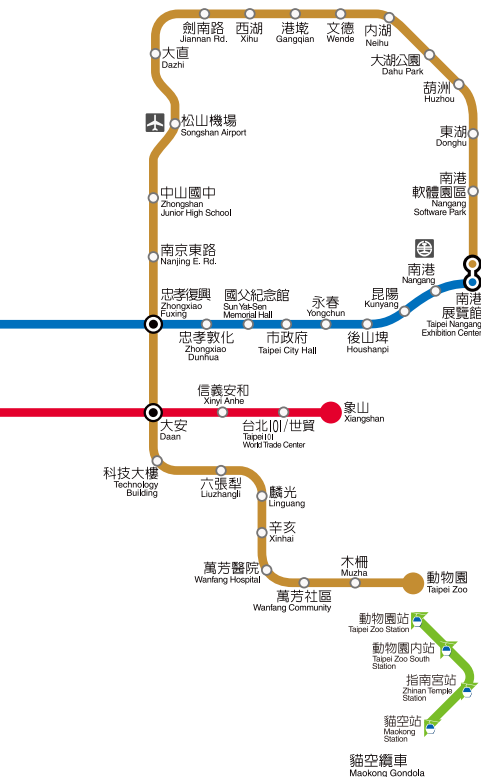 劍南路
Jiannan Rd.
西湖
Xihu
港墘
Gangqian
文德
Wende
內湖
Neihu
大直
Dazhi
大湖公園
Dahu Park
葫洲
Huzhou
松山機場
Songshan Airport
東湖
Donghu
中山國中
Zhongshan
Junior High School
南港
軟體園區
Nangang
Software Park
南京東路
Nanjing E. Rd.
南港
Nangang
忠孝復興
Zhongxiao
Fuxing
國父紀念館
Sun Yat-Sen
Memorial Hall
永春
Yongchun
昆陽
Kunyang
南港
展覽館
Taipei Nangang
Exhibition Center
忠孝敦化
Zhongxiao
Dunhua
市政府
Taipei City Hall
後山埤
Houshanpi
信義安和
Xinyi Anhe
象山
Xiangshan
大安
Daan
台北101/世貿
Taipei 101
World Trade Center
科技大樓
Technology
Building
六張犁
Liuzhangli
麟光
Linguang
辛亥
Xinhai
萬芳醫院
Wanfang Hospital
木柵
Muzha
動物園
Taipei Zoo
萬芳社區
Wanfang Community
動物園站
Taipei Zoo Station
動物園內站
Taipei Zoo South
Station
指南宮站
Zhinan Temple
Station
貓空站
Maokong
Station
貓空纜車
Maokong Gondola